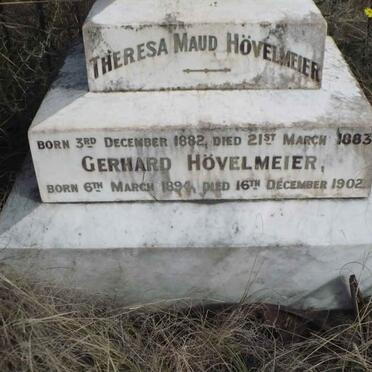 THERESA MAUD HÖVELMEIER
BORN 3RD DECEMBER 1882, DIED 21ST MARCH 1883
GERHARD HÖVELMEIER,
BORN 6TH MARCH 1894, DIED 16TH DECEMBER 1902